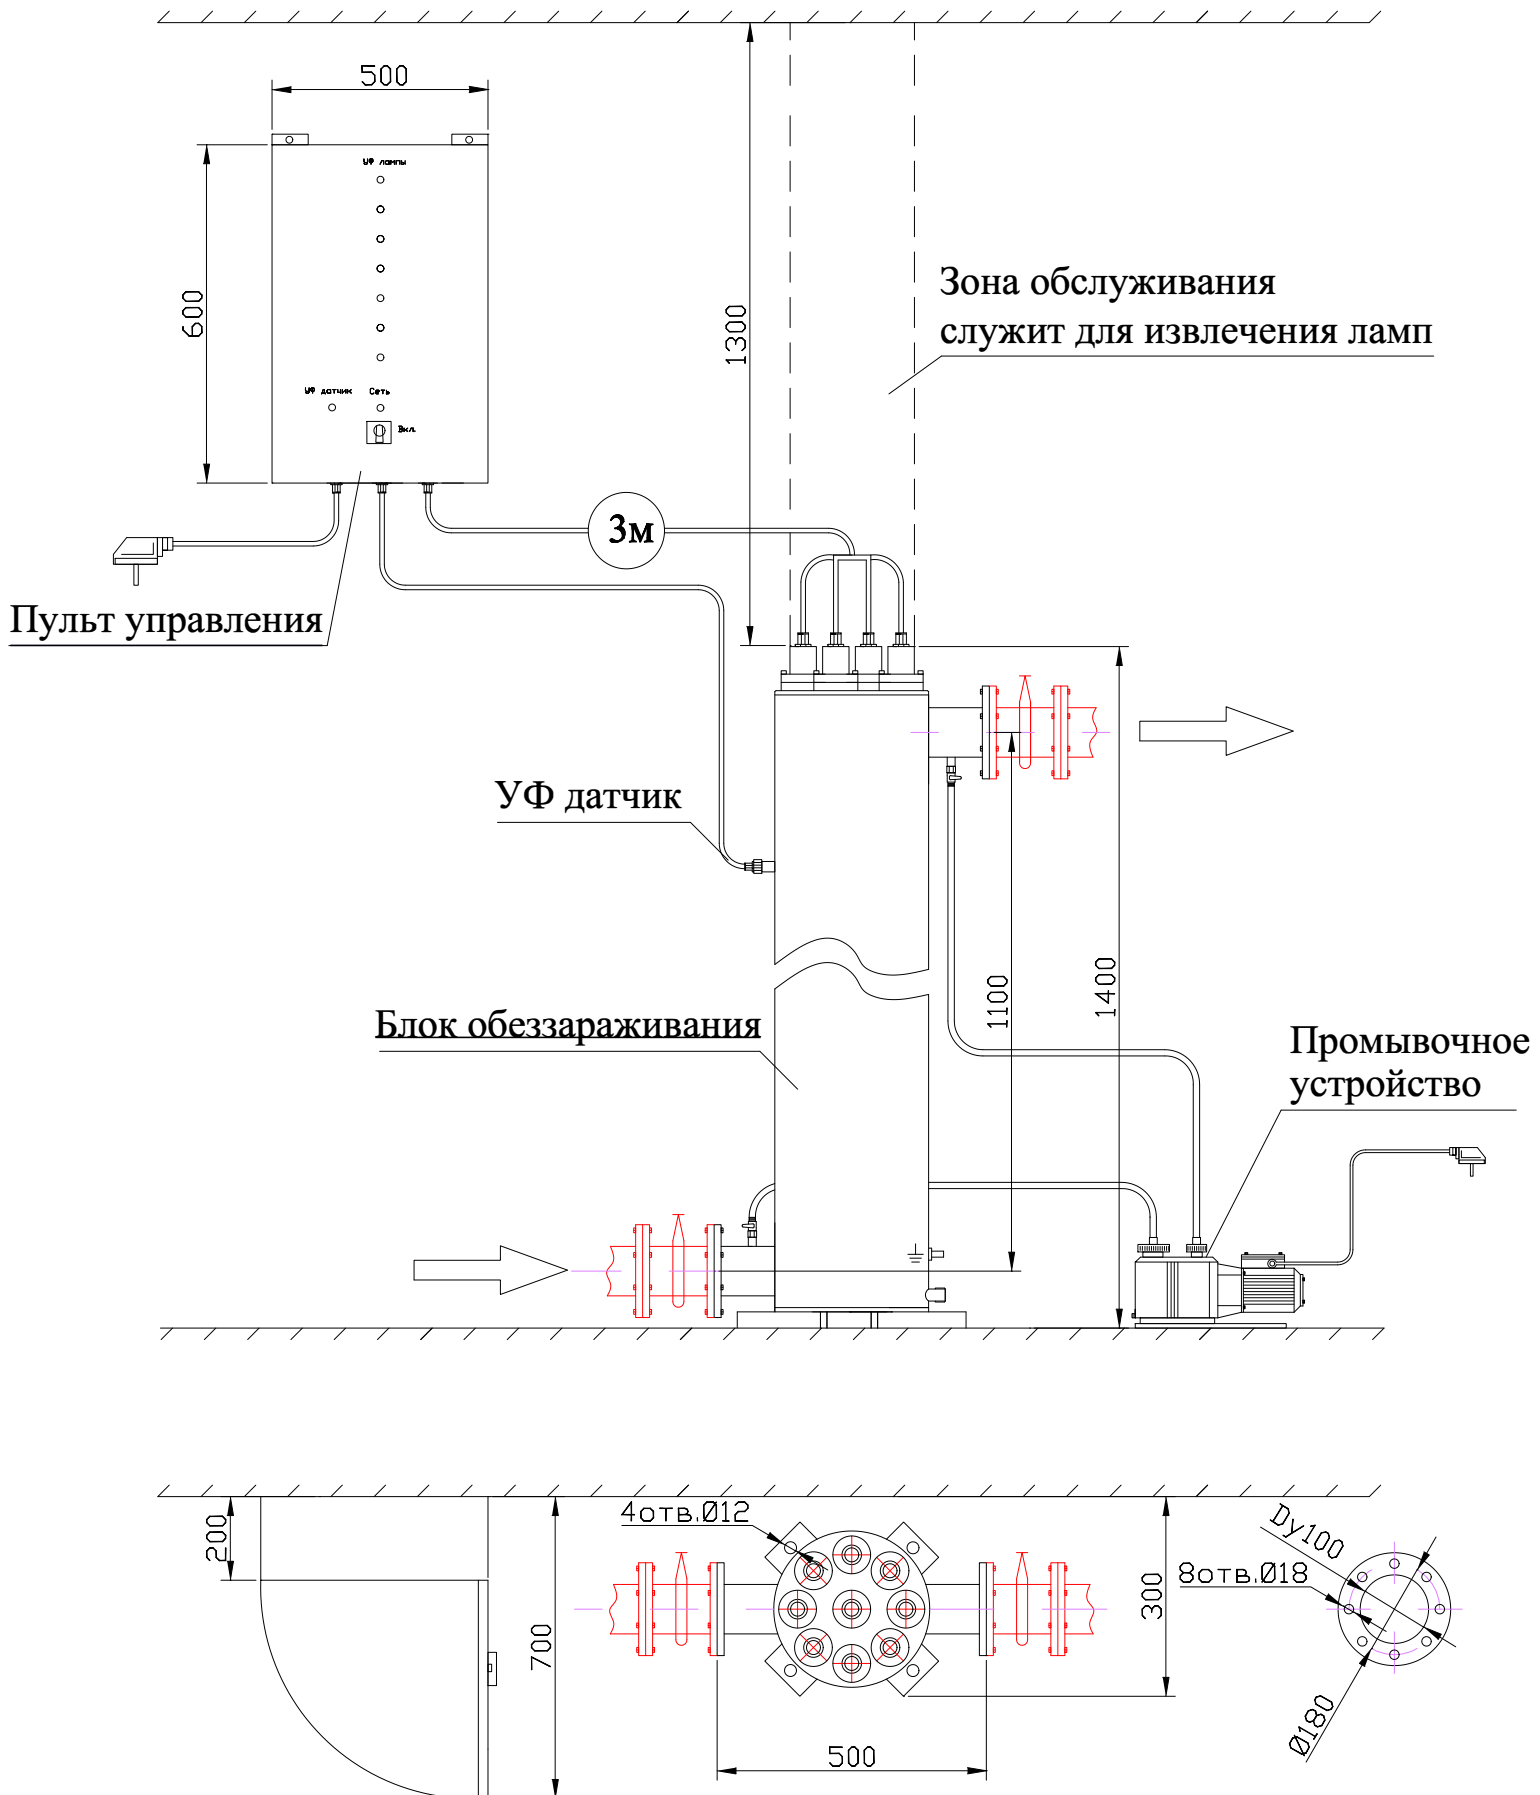 500
УФ лампы
600
УФ датчик
Сеть
Вкл.
1300
Зона обслуживания
служит для извлечения ламп
3м
Пульт управления
УФ датчик
1100
1400
Блок обеззараживания
Промывочное
устройство
200
700
4отв.Ø12
500
300
Dу100
8отв.Ø18
Ø180